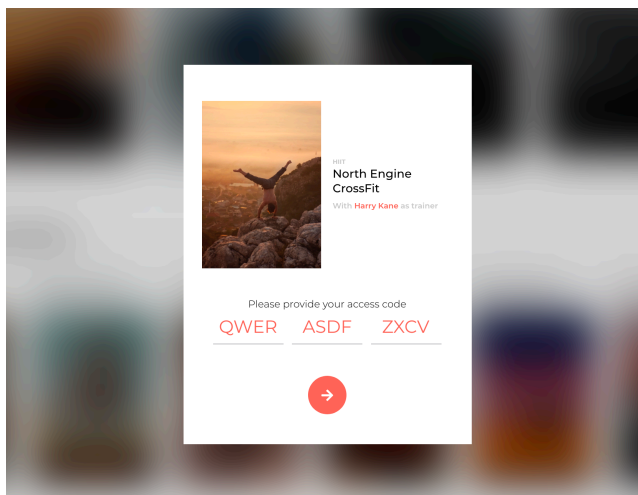 HIIT
North Engine
CrossFit
With Harry Kane as trainer
Please provide your access code
QWER ASDF ZXCV